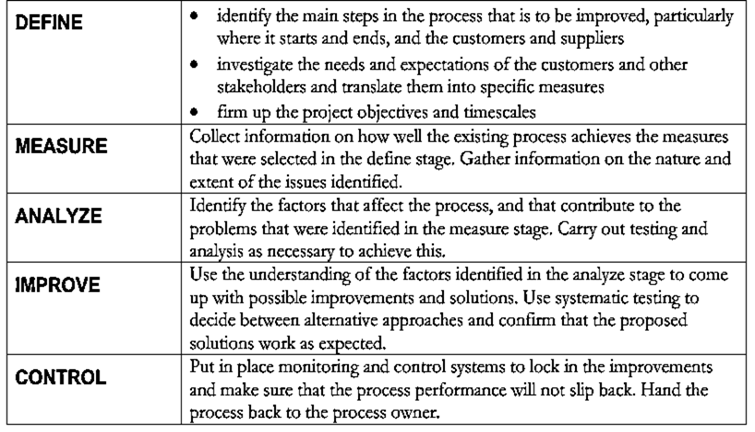 DEFINE
• identify the main steps in the process that is to be improved, particularly
where it starts and ends, and the customers and suppliers
• investigate the needs and expectations of the customers and other
stakeholders and translate them into specific measures
• firm up the project objectives and timescales
MEASURE
Collect information on how well the existing process achieves the measures
that were selected in the define stage. Gather information on the nature and
extent of the issues identified.
ANALYZE
Identify the factors that affect the process, and that contribute to the
problems that were identified in the measure stage. Carry out testing and
analysis as necessary to achieve this.
IMPROVE
Use the understanding of the factors identified in the analyze stage to come
up with possible improvements and solutions. Use systematic testing to
decide between alternative approaches and confirm that the proposed
solutions work as expected.
CONTROL
Put in place monitoring and control systems to lock in the improvements
and make sure that the process performance will not slip back. Hand the
process back to the process owner.